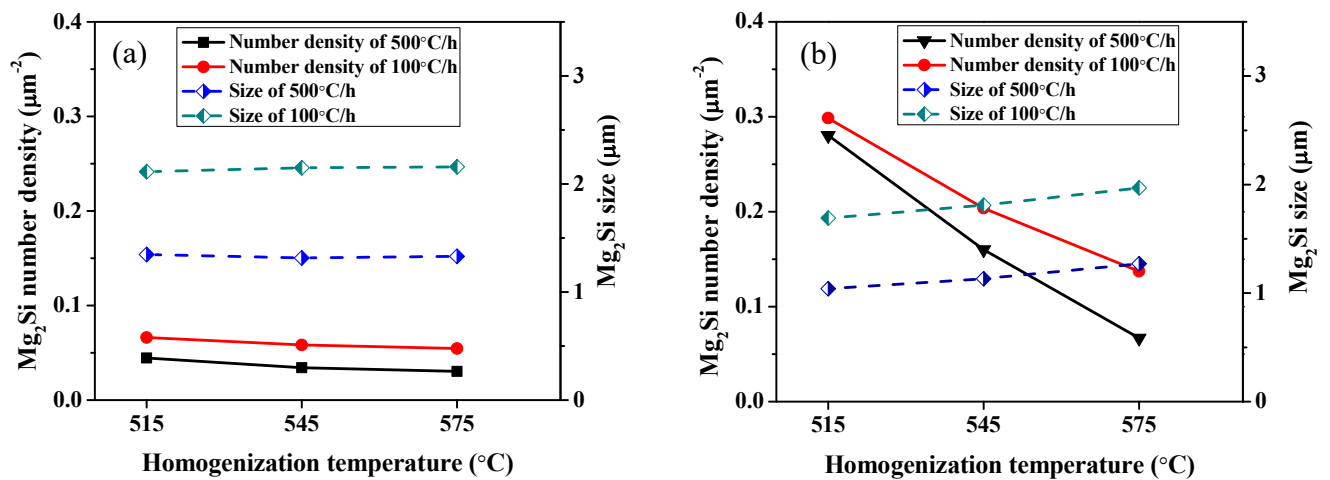 (a)
Number density of 500°C/h
Number density of 100°C/h
Size of 500°C/h
Size of 100°C/h
Mg₂Si number density (μm⁻²)
0.4
0.3
0.2
0.1
0.0
3
2
1
0
Mg₂Si size (μm)
515 545 575
Homogenization temperature (°C)
(b)
Number density of 500°C/h
Number density of 100°C/h
Size of 500°C/h
Size of 100°C/h
Mg₂Si number density (μm⁻²)
0.4
0.3
0.2
0.1
0.0
3
2
1
0
Mg₂Si size (μm)
515 545 575
Homogenization temperature (°C)